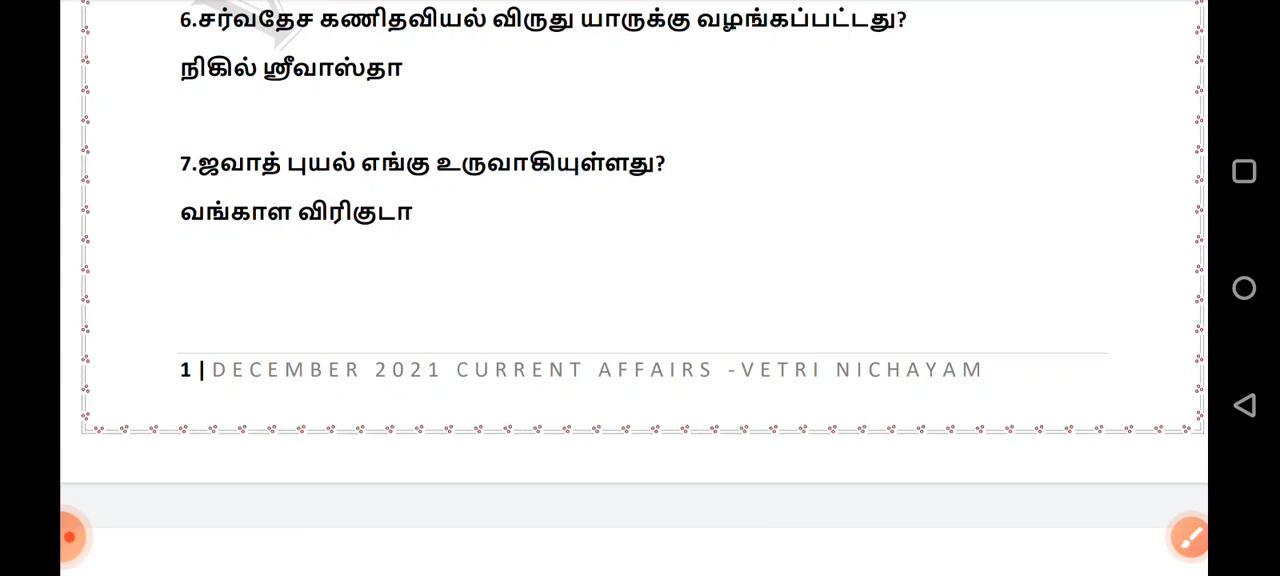 6.சர்வதேச கணிதவியல் விருது யாருக்கு வழங்கப்பட்டது?
நிகில் ஸ்ரீவாஸ்தா
7.ஜவாத் புயல் எங்கு உருவாகியுள்ளது?
வங்காள விரிகுடா
1 | DECEMBER 2021 CURRENT AFFAIRS -VETRI NICHAYAM